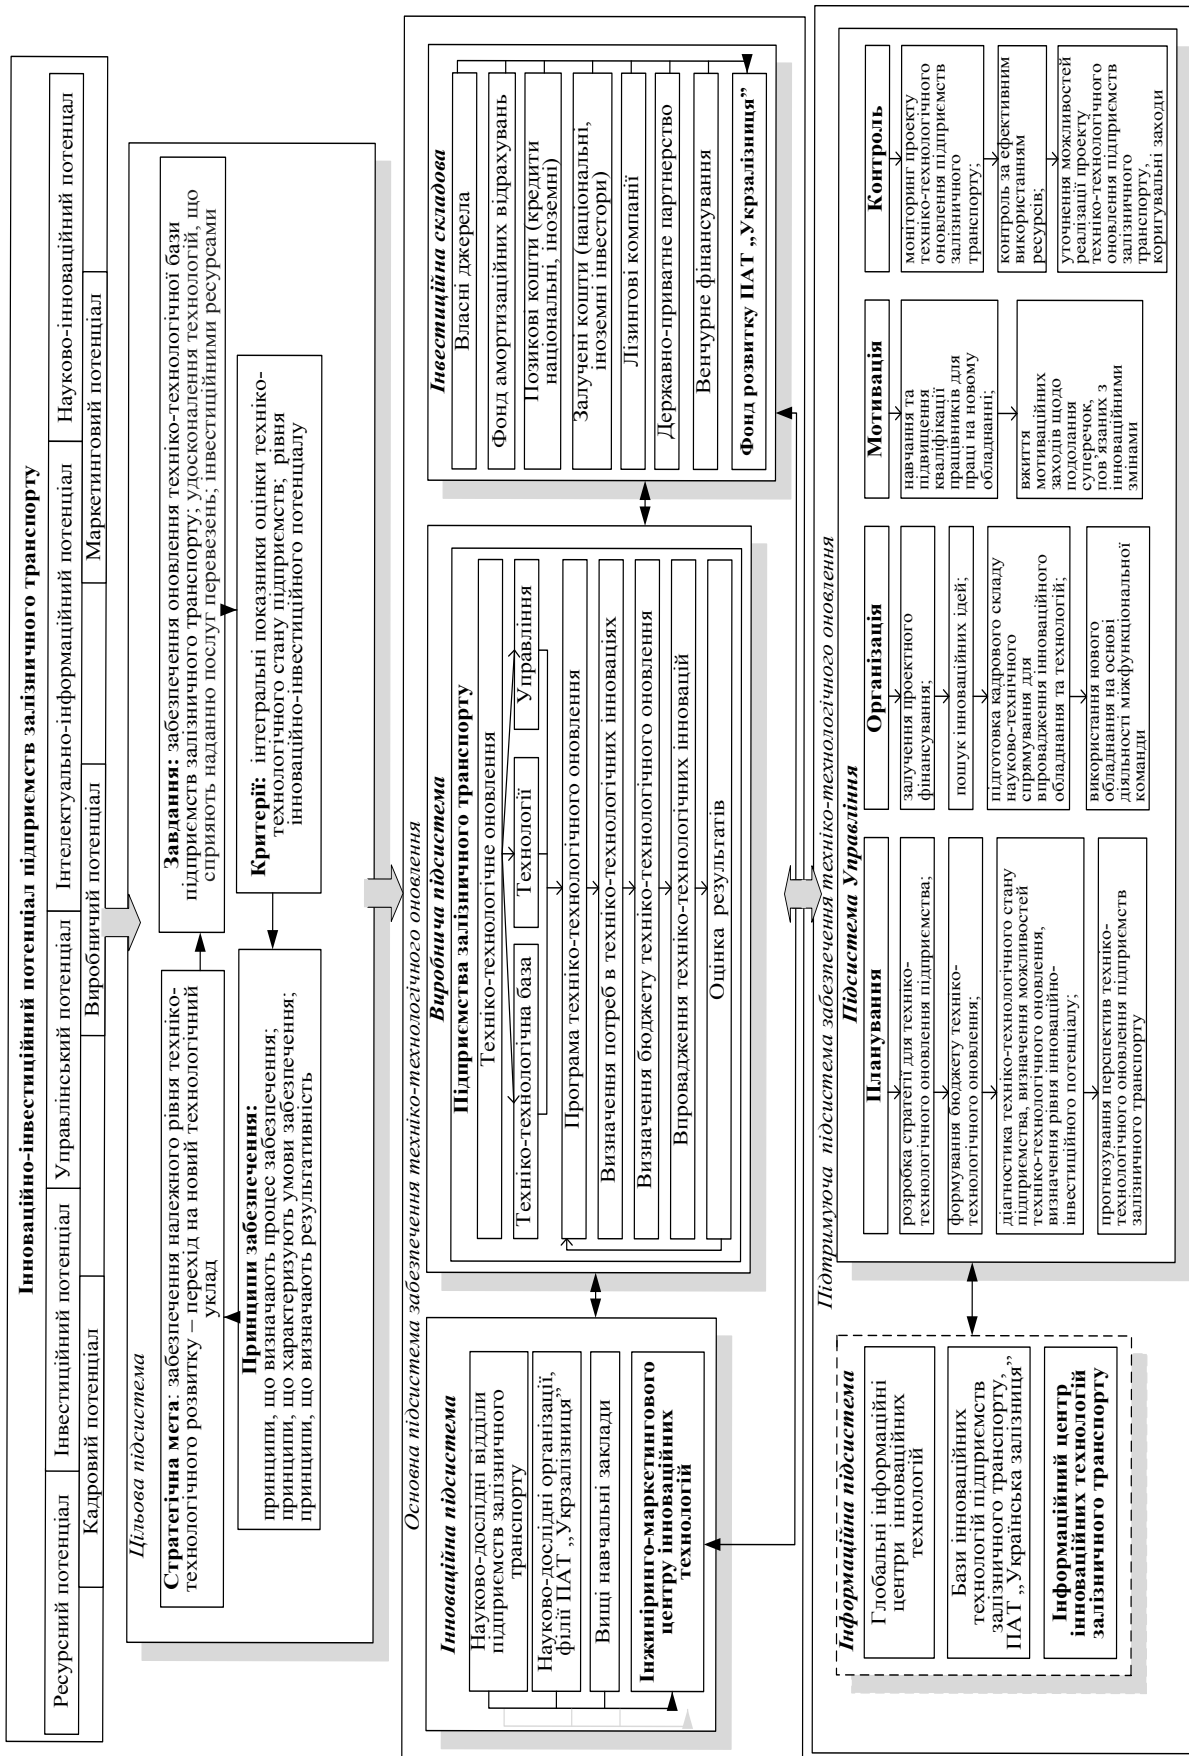 Інноваційно-інвестиційний потенціал підприємств залізничного транспорту
Ресурсний потенціал
Інвестиційний потенціал
Управлінський потенціал
Інтелектуально-інформаційний потенціал
Науково-інноваційний потенціал
Кадровий потенціал
Виробничий потенціал
Маркетинговий потенціал
Цільова підсистема
Стратегічна мета: забезпечення належного рівня техніко-
технологічного розвитку – перехід на новий технологічний
уклад
Завдання: забезпечення оновлення техніко-технологічної бази
підприємств залізничного транспорту; удосконалення технологій, що
сприяють наданню послуг перевезень; інвестиційними ресурсами
Принципи забезпечення:
принципи, що визначають процес забезпечення;
принципи, що характеризують умови забезпечення;
принципи, що визначають результативність
Критерії: інтегральні показники оцінки техніко-
технологічного стану підприємств; рівня
інноваційно-інвестиційного потенціалу
Основна підсистема забезпечення техніко-технологічного оновлення
Інноваційна підсистема
Науково-дослідні відділи
підприємств залізничного
транспорту
Науково-дослідні організації,
філії ПАТ „Укрзалізниця”
Вищі навчальні заклади
Інжиніринго-маркетингового
центру інноваційних
технологій
Виробнича підсистема
Підприємства залізничного транспорту
Техніко-технологічне оновлення
Техніко-технологічна база
Технології
Управління
Програма техніко-технологічного оновлення
Визначення потреб в техніко-технологічних інноваціях
Визначення бюджету техніко-технологічного оновлення
Впровадження техніко-технологічних інновацій
Оцінка результатів
Інвестиційна складова
Власні джерела
Фонд амортизаційних відрахувань
Позикові кошти (кредити
національні, іноземні)
Залучені кошти (національні,
іноземні інвестори)
Лізингові компанії
Державно-приватне партнерство
Венчурне фінансування
Фонд розвитку ПАТ „Укрзалізниця”
Підтримуюча підсистема забезпечення техніко-технологічного оновлення
Інформаційна підсистема
Глобальні інформаційні
центри інноваційних
технологій
Бази інноваційних
технологій підприємств
залізничного транспорту,
ПАТ „Українська залізниця”
Інформаційний центр
інноваційних технологій
залізничного транспорту
Підсистема Управління
Планування
розробка стратегії для техніко-
технологічного оновлення підприємства;
формування бюджету техніко-
технологічного оновлення;
діагностика техніко-технологічного стану
підприємства, визначення можливостей
техніко-технологічного оновлення,
визначення рівня інноваційно-
інвестиційного потенціалу;
прогнозування перспектив техніко-
технологічного оновлення підприємств
залізничного транспорту
Організація
залучення проектного
фінансування;
пошук інноваційних ідей;
підготовка кадрового складу
науково-технічного
спрямування для
впровадження інноваційного
обладнання та технологій;
використання нового
обладнання на основі
діяльності міжфункціональної
команди
Мотивація
навчання та
підвищення
кваліфікації
працівників для
праці на новому
обладнанні;
вжиття
мотиваційних
заходів щодо
подолання
суперечок,
пов’язаних з
інноваційними
змінами
Контроль
моніторинг проекту
техніко-технологічного
оновлення підприємств
залізничного
транспорту;
контроль за ефективним
використанням
ресурсів;
уточнення можливостей
реалізації проекту
техніко-технологічного
оновлення підприємств
залізничного
транспорту,
коригувальні заходи